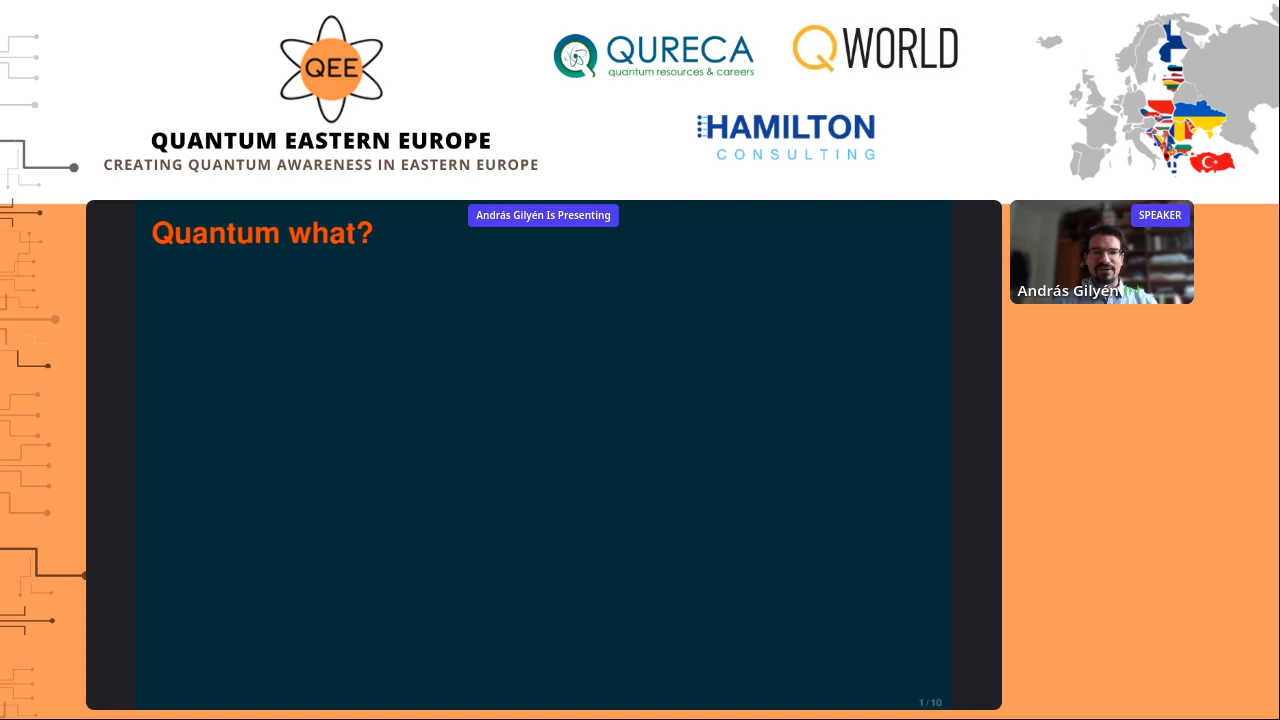 QEE
QUANTUM EASTERN EUROPE
CREATING QUANTUM AWARENESS IN EASTERN EUROPE
QURECA
quantum resources & careers
QWORLD
HAMILTON
CONSULTING
András Gilyén Is Presenting
Quantum what?
SPEAKER
András Gilyén
1/10